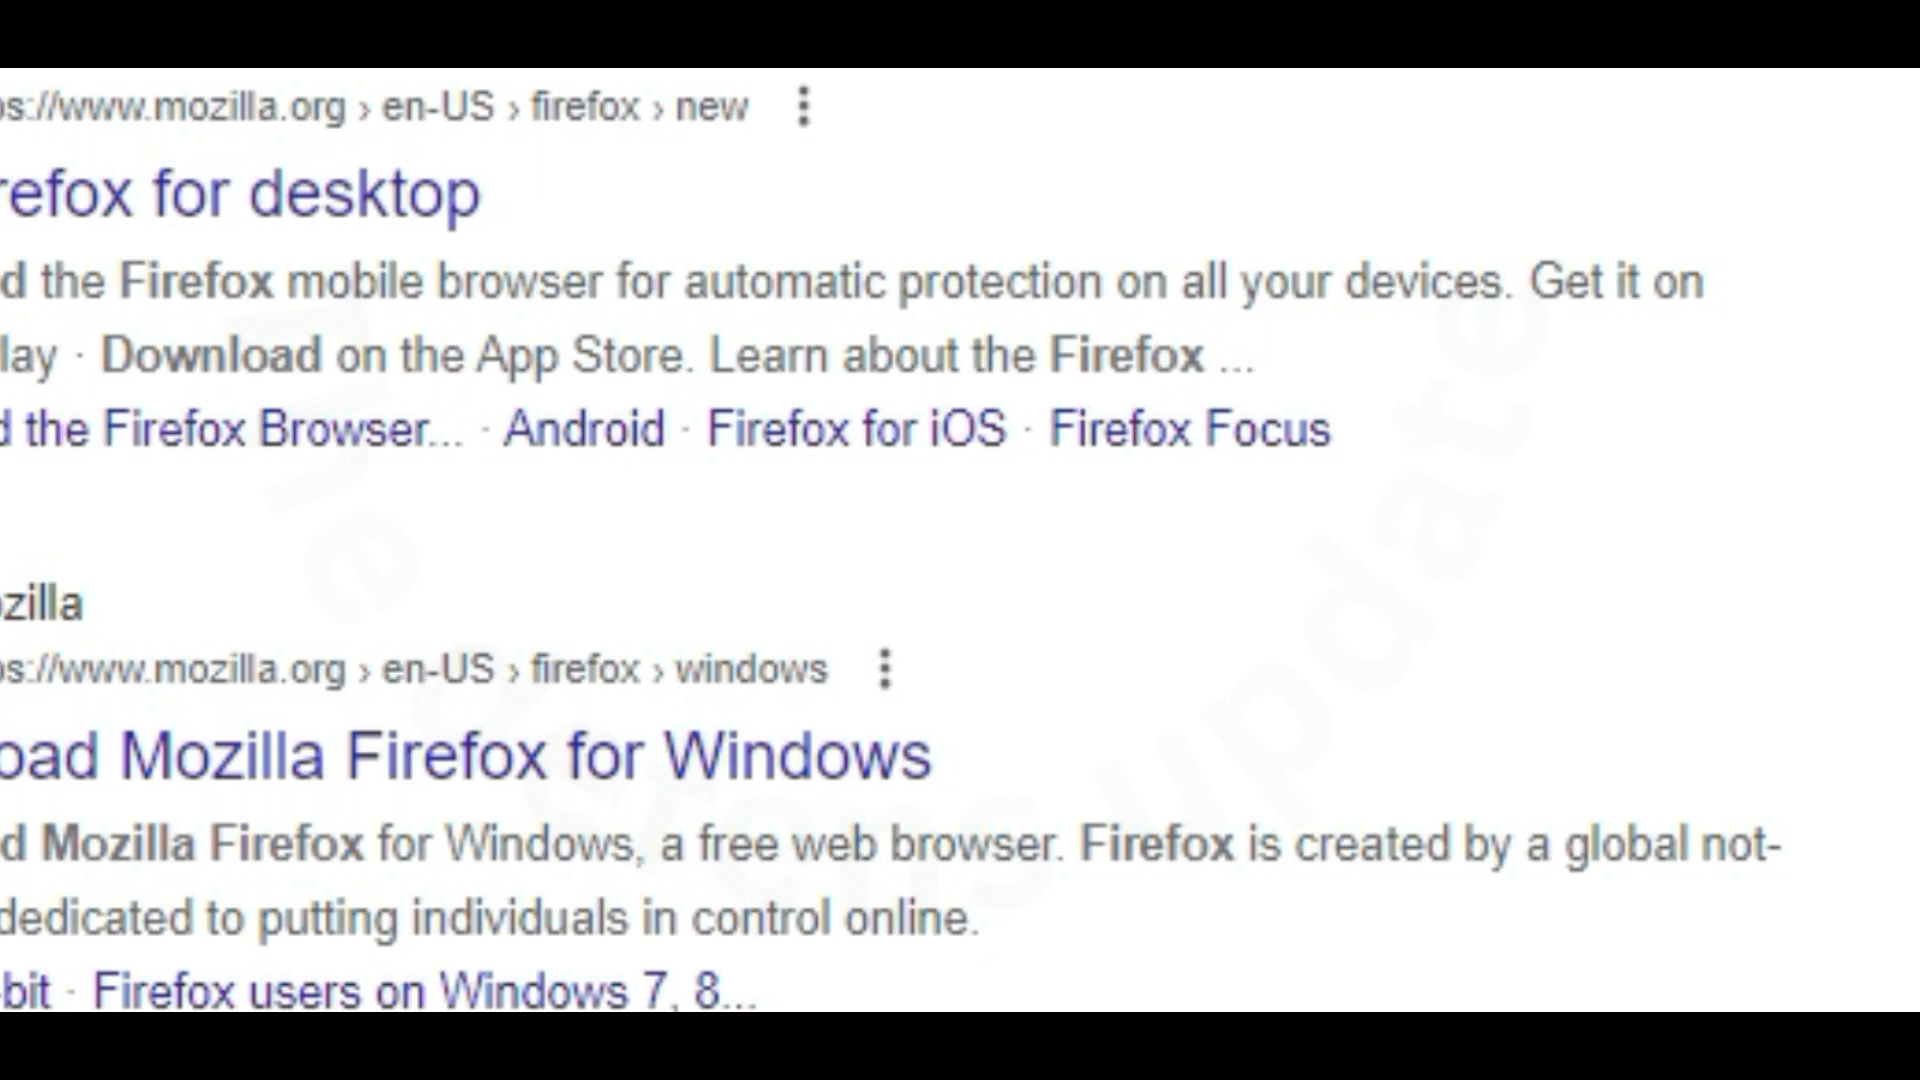 ps://www.mozilla.org › en-US › firefox › new
refox for desktop
d the Firefox mobile browser for automatic protection on all your devices. Get it on
lay · Download on the App Store. Learn about the Firefox ...
d the Firefox Browser... · Android · Firefox for iOS · Firefox Focus
ozilla
ps://www.mozilla.org › en-US › firefox › windows
oad Mozilla Firefox for Windows
d Mozilla Firefox for Windows, a free web browser. Firefox is created by a global not-
dedicated to putting individuals in control online.
-bit · Firefox users on Windows 7, 8...